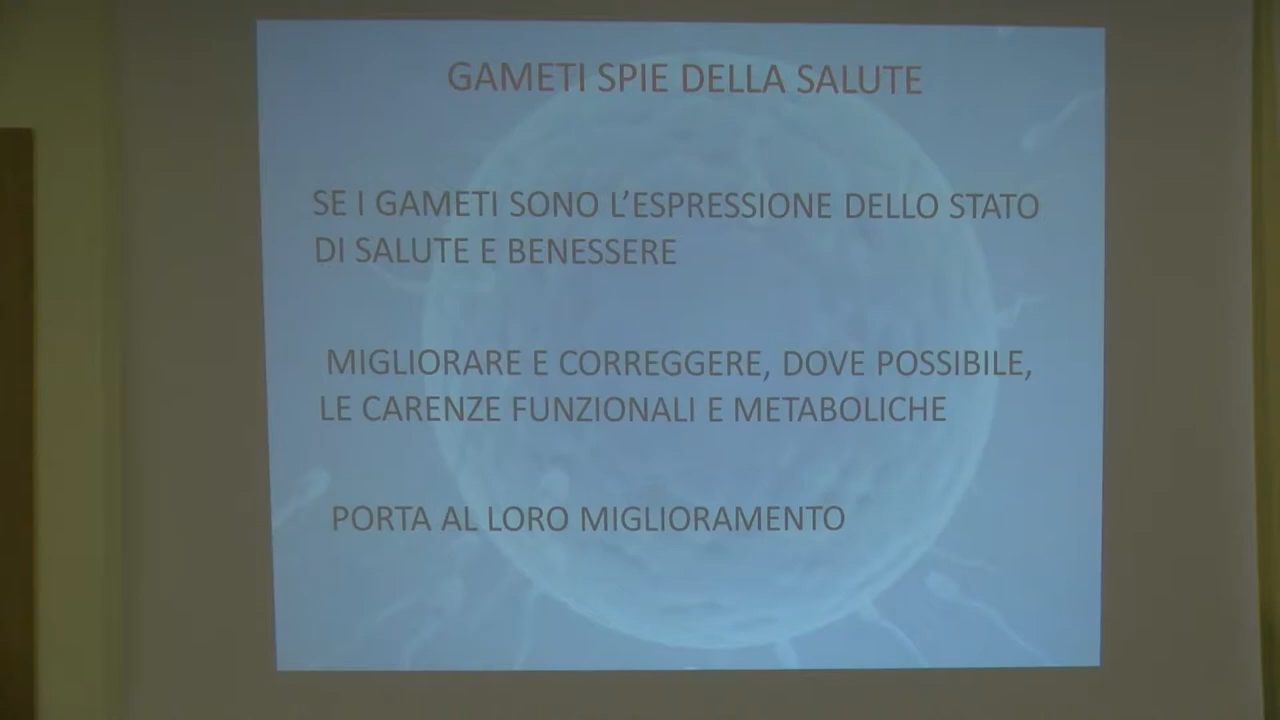 GAMETI SPIE DELLA SALUTE
SE I GAMETI SONO L’ESPRESSIONE DELLO STATO
DI SALUTE E BENESSERE
MIGLIORARE E CORREGGERE, DOVE POSSIBILE,
LE CARENZE FUNZIONALI E METABOLICHE
PORTA AL LORO MIGLIORAMENTO